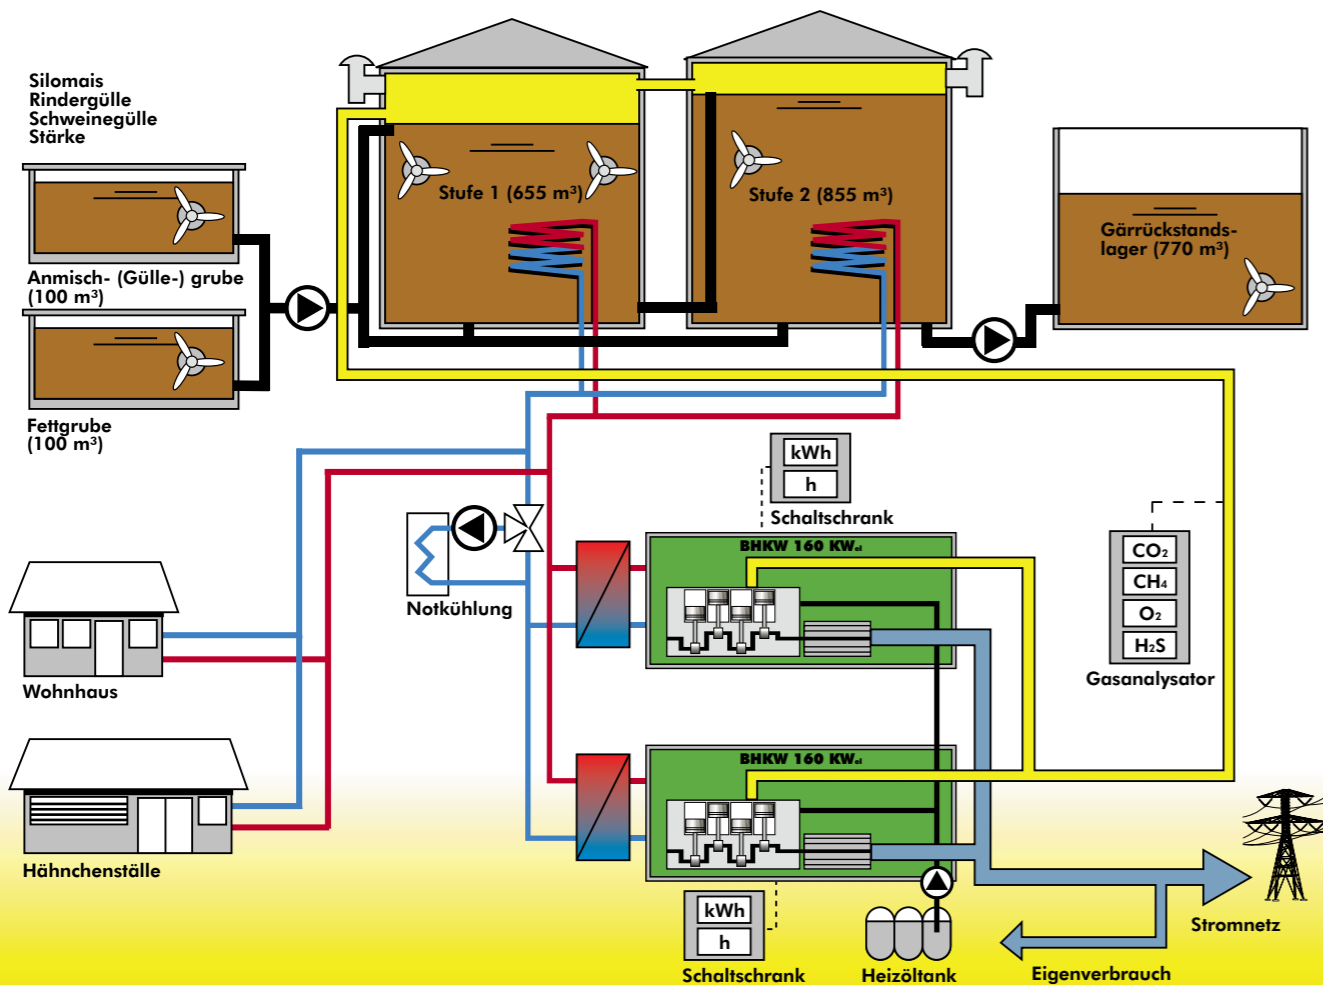 Silomais
Rindergülle
Schweinegülle
Stärke
Anmisch- (Gülle-) grube
(100 m³)
Fettgrube
(100 m³)
Stufe 1 (655 m³)
Stufe 2 (855 m³)
Gärrückstands-
lager (770 m³)
kWh
h
Schaltschrank
Notkühlung
BHKW 160 KWel
CO₂
CH₄
O₂
H₂S
Gasanalysator
Wohnhaus
BHKW 160 KWel
Hähnchenställe
kWh
h
Schaltschrank
Heizöltank
Eigenverbrauch
Stromnetz